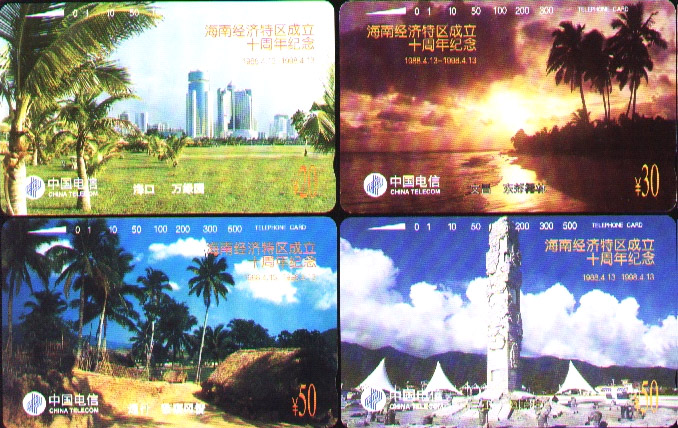 0 1 10 50
海南经济特区成立
十周年纪念
1988.4.13-1998.4.13
中国电信
CHINA TELECOM
海口 万绿园
0 1 10 50 100 200 300 TELEPHONE CARD
海南经济特区成立
十周年纪念
1988.4.13-1998.4.13
中国电信
CHINA TELECOM
¥30
0 1 10 50 100 200 300 600 TELEPHONE CARD
海南经济特区成立
十周年纪念
1988.4.13 1998.4.13
中国电信
CHINA TELECOM
¥50
0 1 10 50 200 300 500 TELEPHONE CARD
海南经济特区成立
十周年纪念
1988.4.13 1998.4.13
中国电信
CHINA TELECOM
50